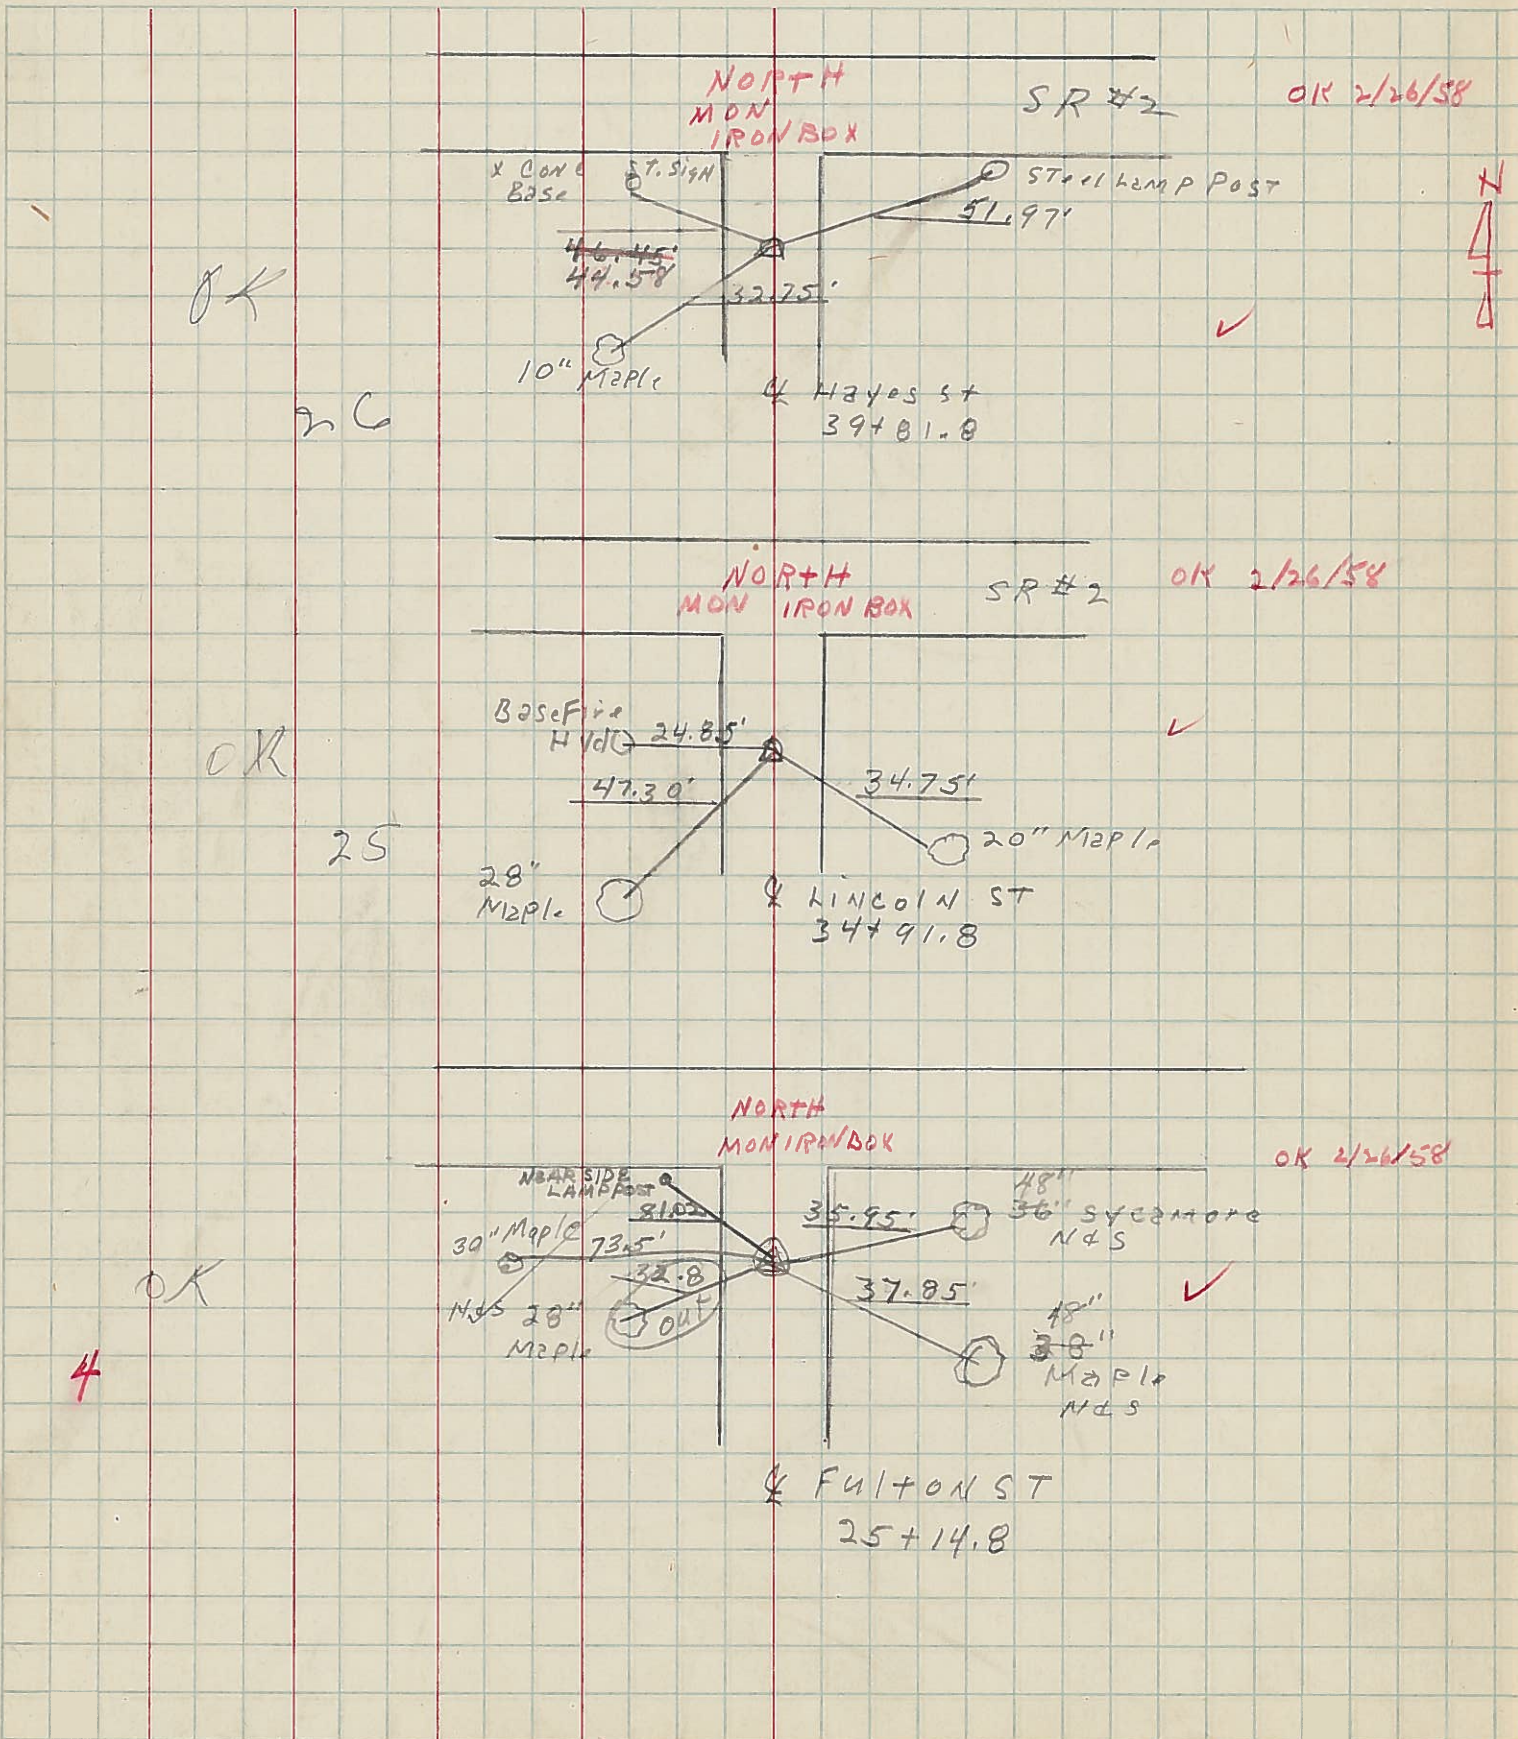 NORTH
MON
IRON BOX
SR #2
OK 2/26/58
N
X CONC
Base
ST. SIGN
STeel Lamp Post
51.97'
46.45'
44.58
32.75'
OK
10" Maple
26
℄ Hayes St
39+81.8
NORTH
MON IRON BOX
SR #2
OK 2/26/58
Base Fire
Hyd
24.85'
47.30'
34.75'
OK
25
20" Maple
28"
Maple
℄ LINCOLN ST
34+91.8
NORTH
MON IRON BOX
OK 2/26/58
NEAR SIDE
LAMP POST
81.02
35.95'
48"
36" Sycamore
N&S
30" Maple
73.5'
32.8
out
N&S
28"
Maple
37.85'
48"
38"
Maple
N&S
OK
4
℄ FULTON ST
25+14.8